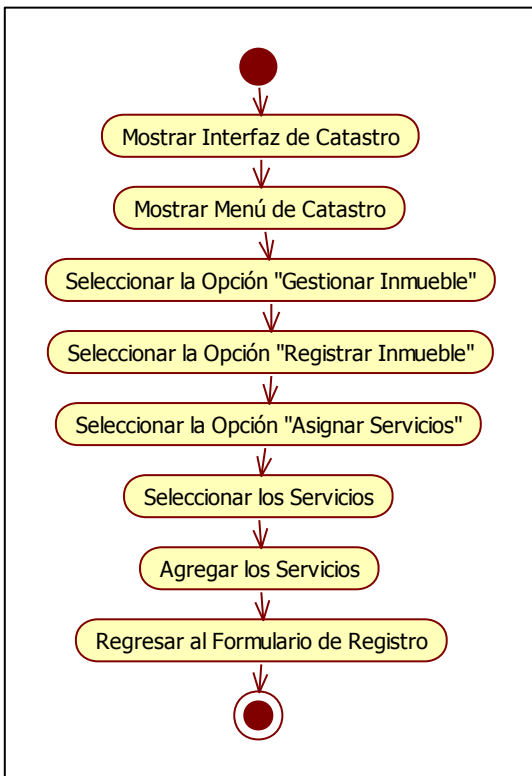 Mostrar Interfaz de Catastro
Mostrar Menú de Catastro
Seleccionar la Opción "Gestionar Inmueble"
Seleccionar la Opción "Registrar Inmueble"
Seleccionar la Opción "Asignar Servicios"
Seleccionar los Servicios
Agregar los Servicios
Regresar al Formulario de Registro